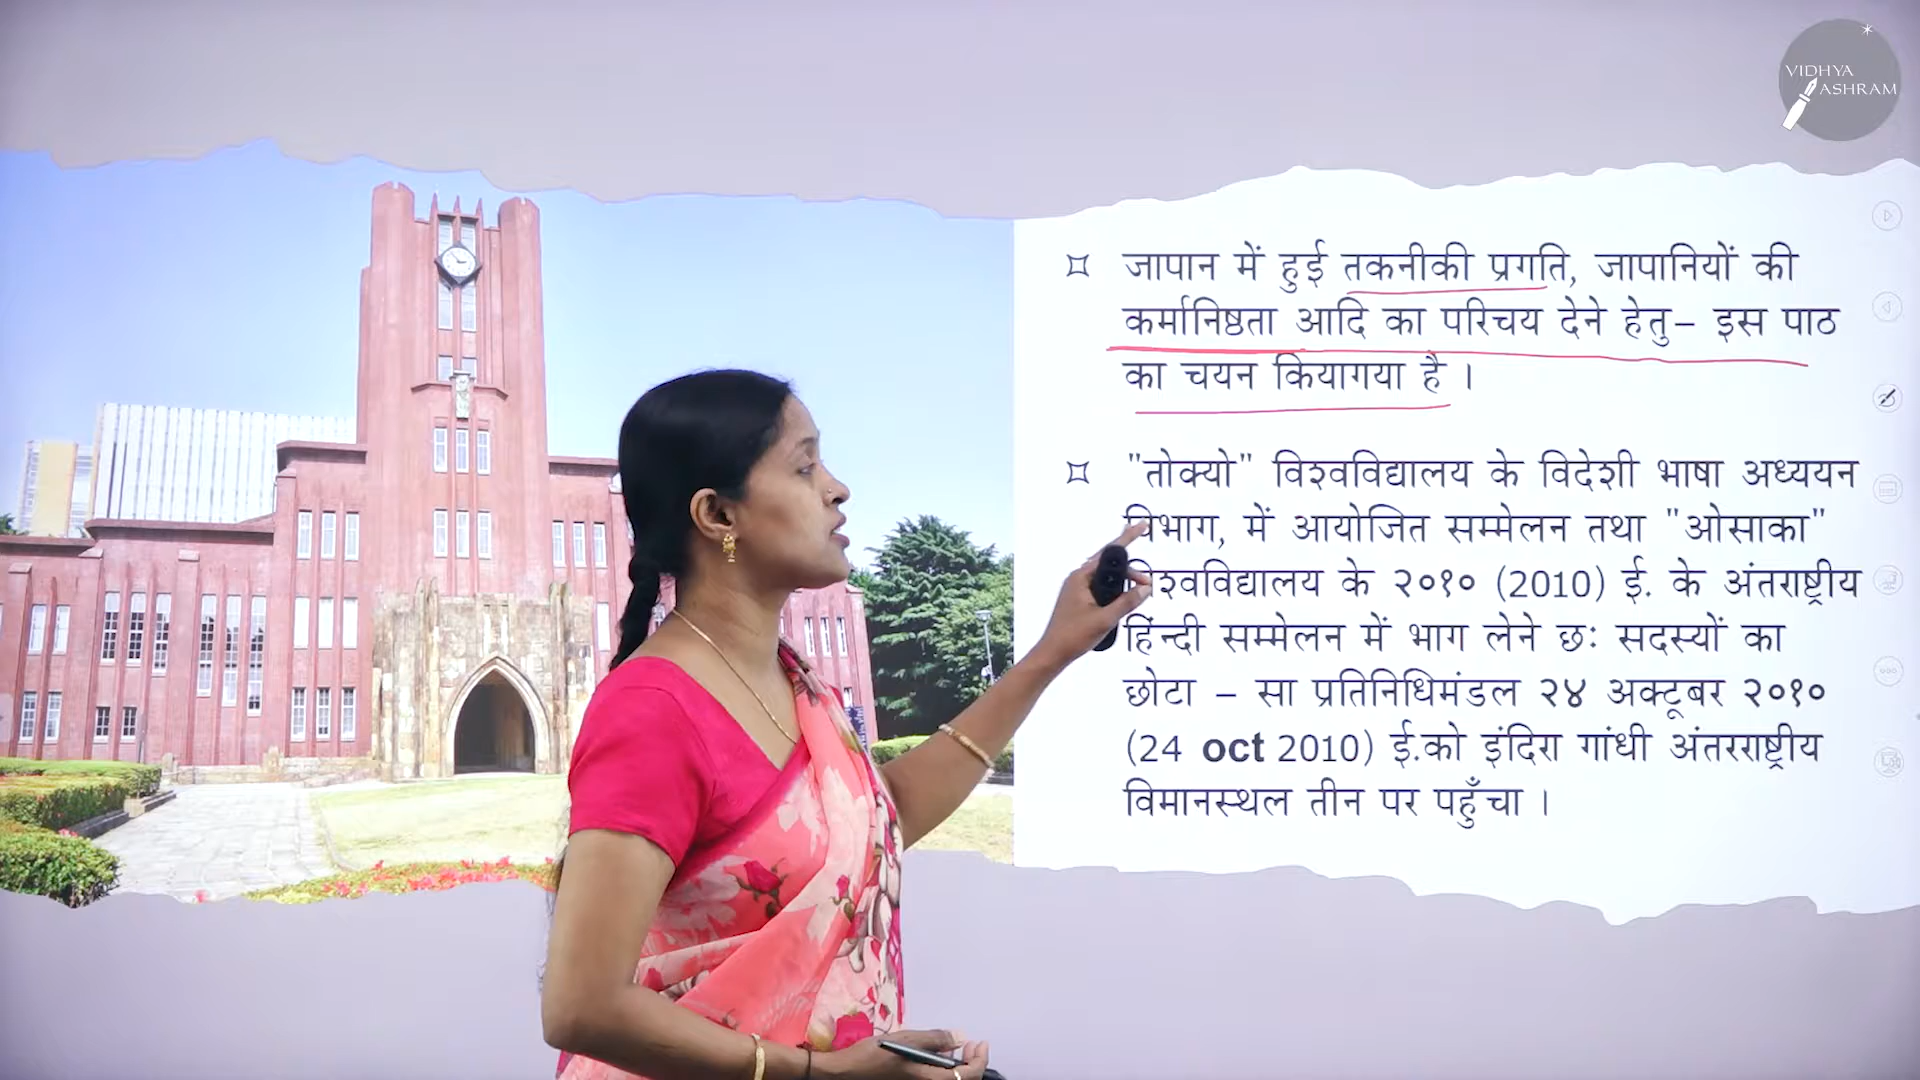 VIDHYA
ASHRAM
जापान में हुई तकनीकी प्रगति, जापानियों की
कर्मानिष्ठता आदि का परिचय देने हेतु– इस पाठ
का चयन कियागया है ।
"तोक्यो" विश्वविद्यालय के विदेशी भाषा अध्ययन
विभाग, में आयोजित सम्मेलन तथा "ओसाका"
विश्वविद्यालय के २०१० (2010) ई. के अंतराष्ट्रीय
हिन्दी सम्मेलन में भाग लेने छः सदस्यों का
छोटा – सा प्रतिनिधिमंडल २४ अक्टूबर २०१०
(24 oct 2010) ई.को इंदिरा गांधी अंतरराष्ट्रीय
विमानस्थल तीन पर पहुँचा ।